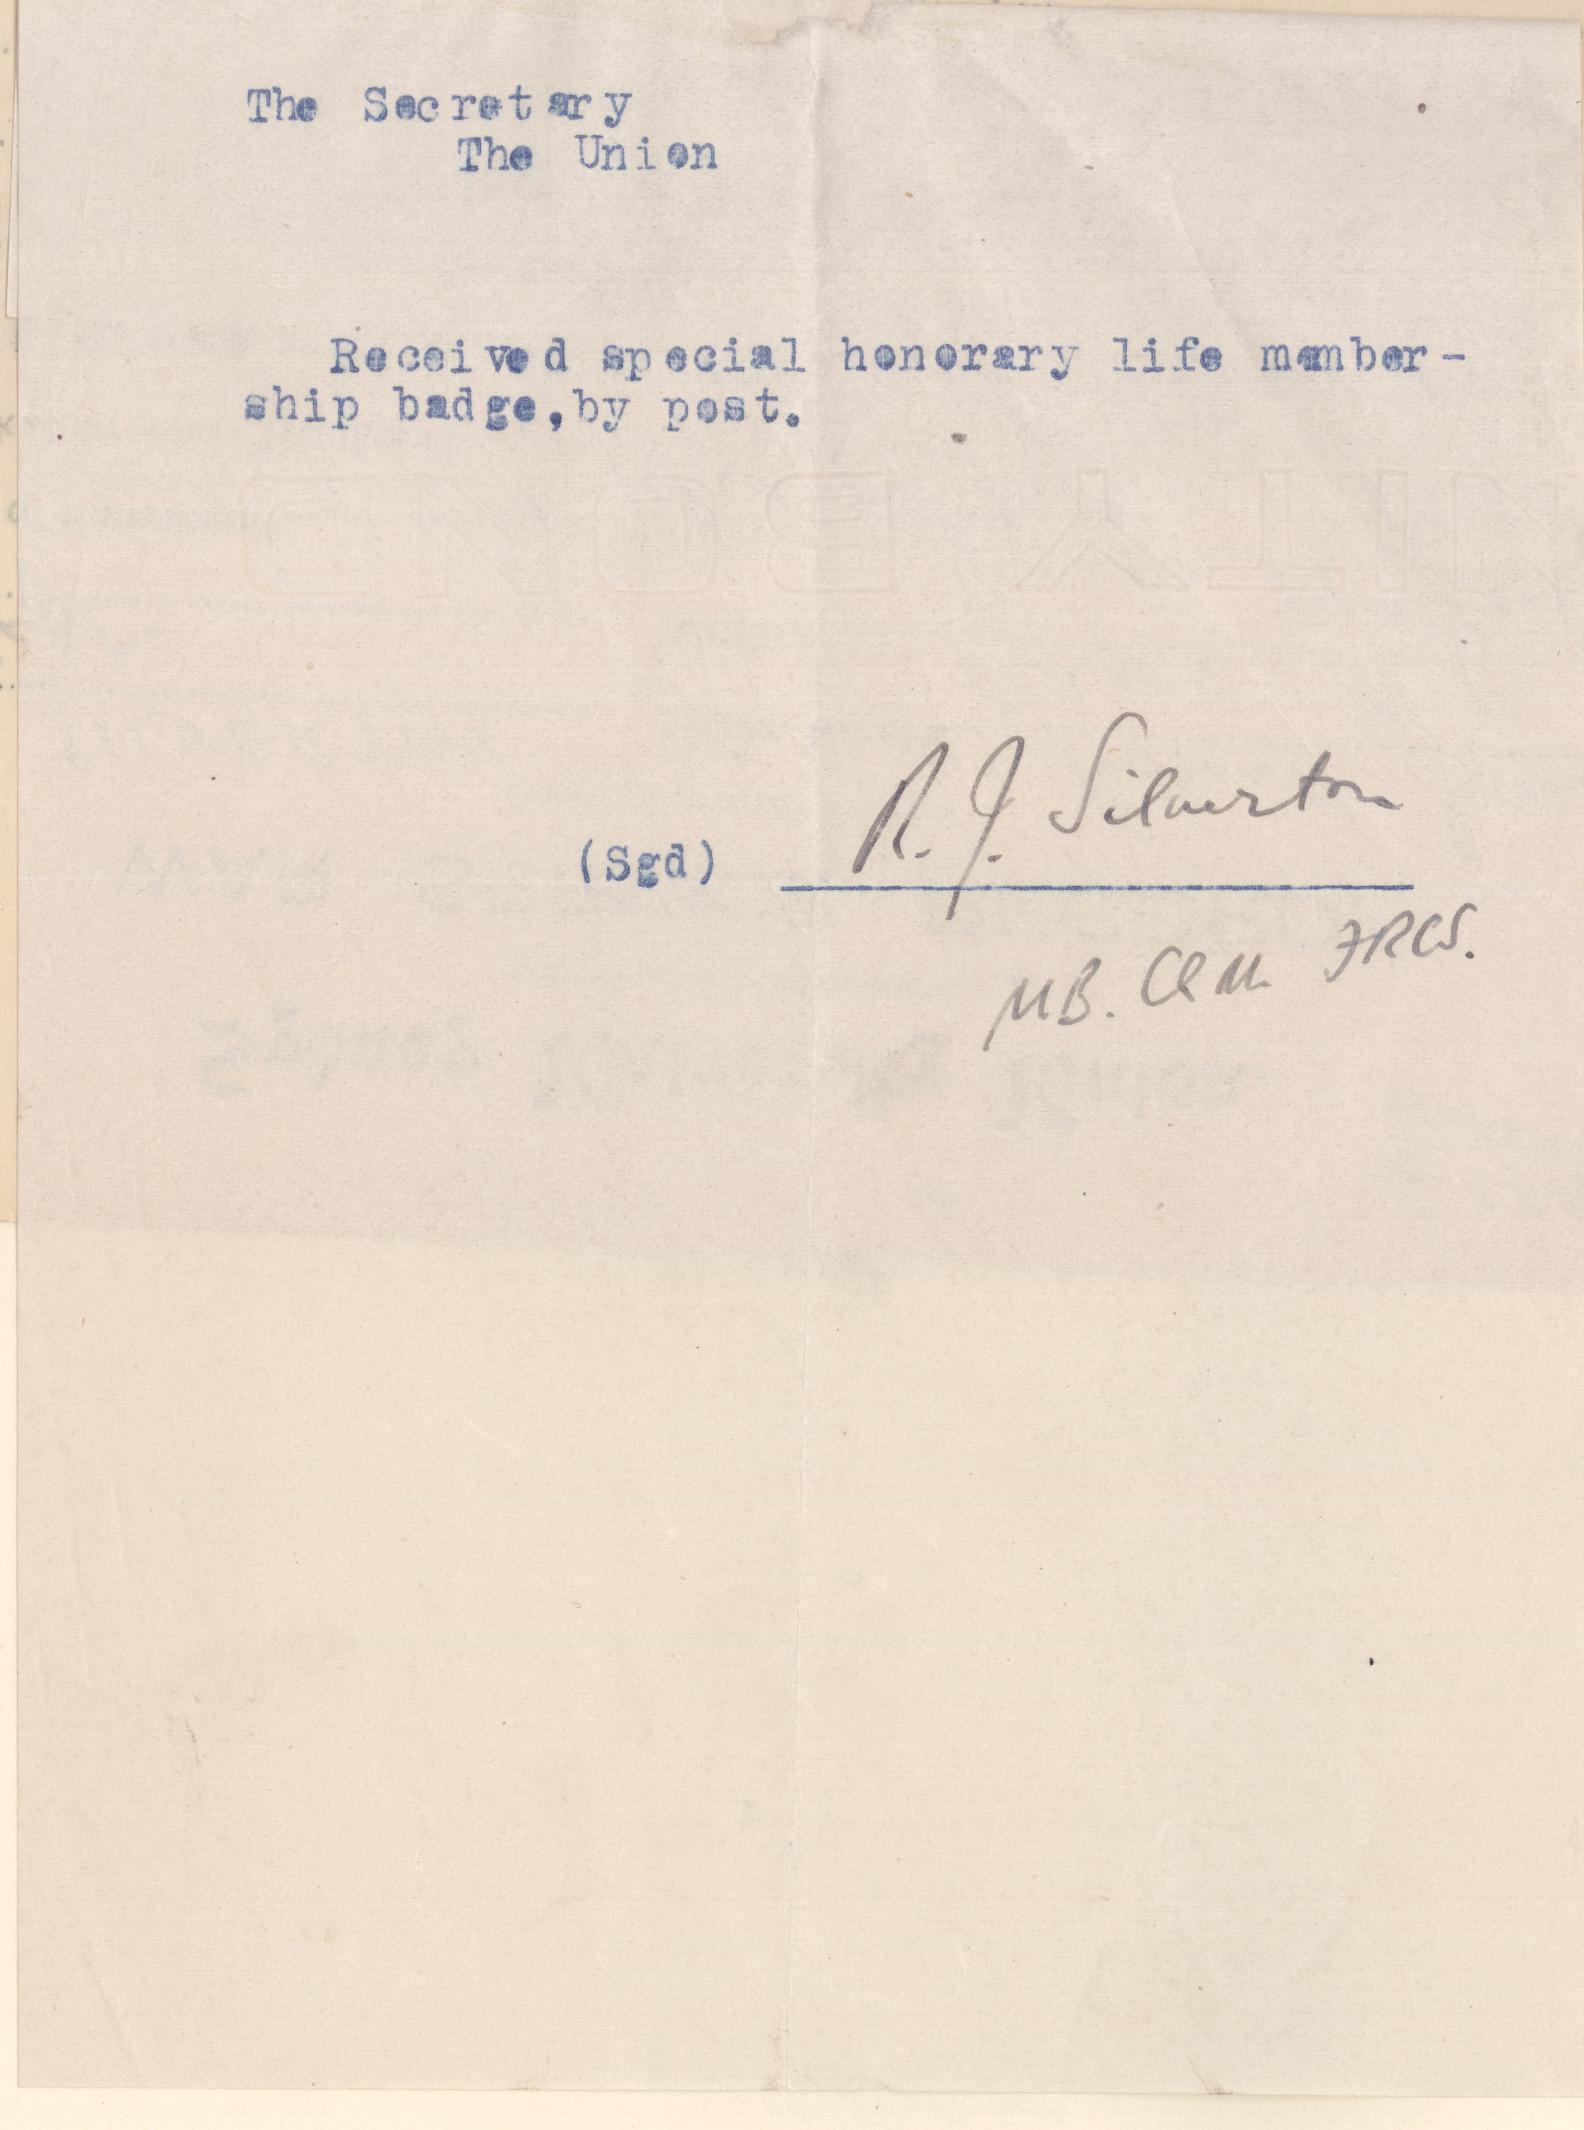 The Secretary
The Union
Received special honorary life member-
ship badge,by post.
R. J. Silverton
(Sgd)
MB. ChM. FRCS.